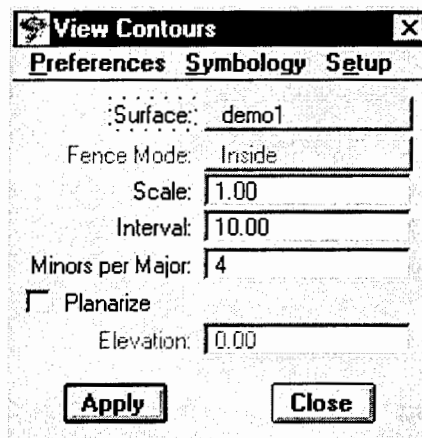 View Contours
Preferences Symbology Setup
Surface: demo1
Fence Mode: Inside
Scale: 1.00
Interval: 10.00
Minors per Major: 4
Planarize
Elevation: 0.00
Apply Close